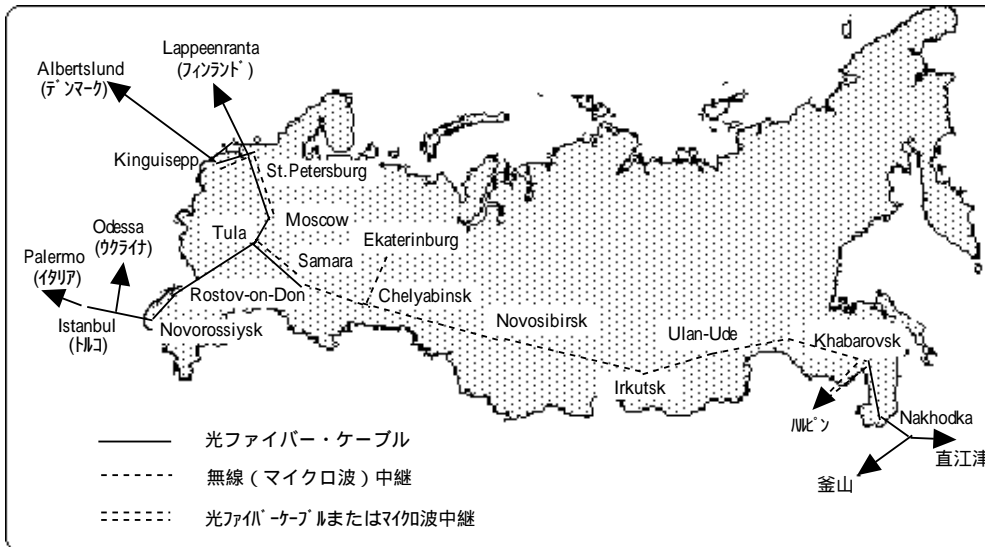 Lappeenranta
(ﾌｨﾝﾗﾝﾄﾞ)
Albertslund
(ﾃﾞﾝﾏｰｸ)
Kinguisepp
St.Petersburg
Moscow
Odessa
(ｳｸﾗｲﾅ)
Tula
Ekaterinburg
Palermo
(ｲﾀﾘｱ)
Samara
Rostov-on-Don
Chelyabinsk
Istanbul
(ﾄﾙｺ)
Novorossiysk
Novosibirsk
Ulan-Ude
Khabarovsk
Irkutsk
ﾊﾙﾋﾟﾝ
Nakhodka
直江津
釜山
光ファイバー・ケーブル
無線（マイクロ波）中継
光ﾌｧｲﾊﾞｰｹｰﾌﾞﾙまたはﾏｲｸﾛ波中継